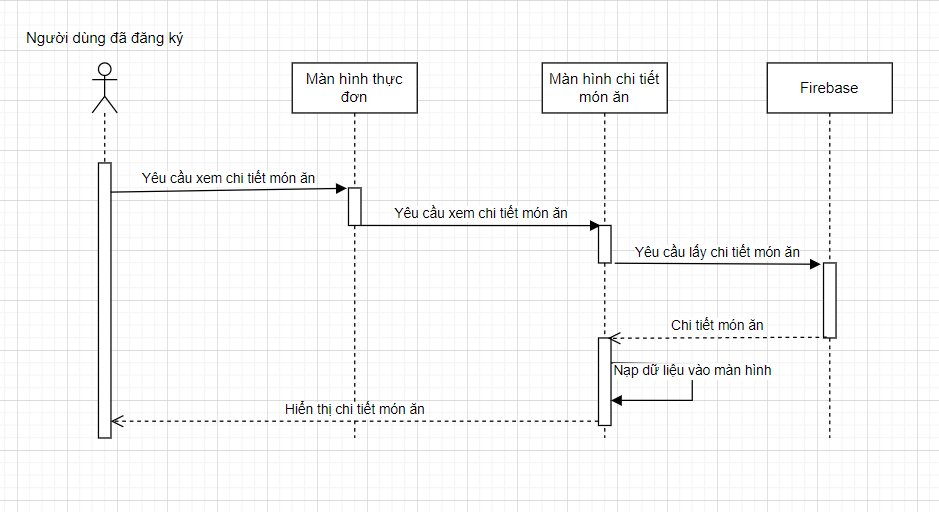 Người dùng đã đăng ký
Màn hình thực
đơn
Màn hình chi tiết
món ăn
Firebase
Yêu cầu xem chi tiết món ăn
Yêu cầu xem chi tiết món ăn
Yêu cầu lấy chi tiết món ăn
Chi tiết món ăn
Nạp dữ liệu vào màn hình
Hiển thị chi tiết món ăn